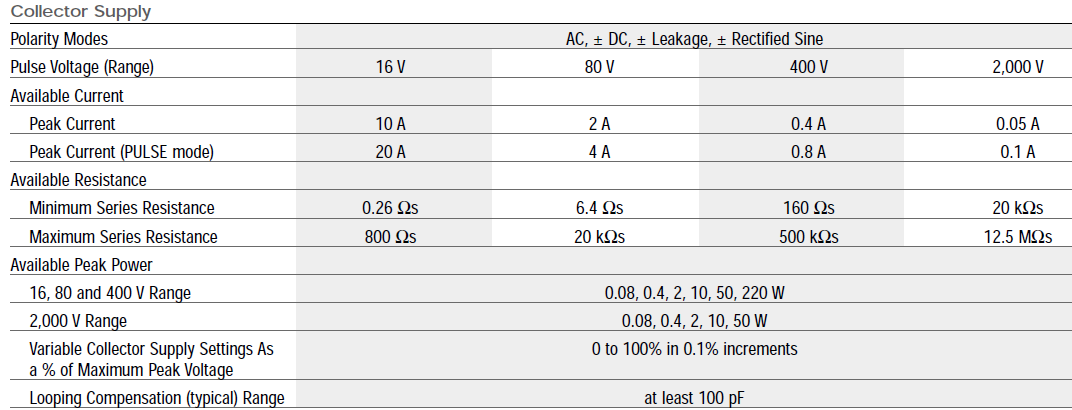 Collector Supply
Polarity Modes AC, ± DC, ± Leakage, ± Rectified Sine
Pulse Voltage (Range) 16 V 80 V 400 V 2,000 V
Available Current
Peak Current 10 A 2 A 0.4 A 0.05 A
Peak Current (PULSE mode) 20 A 4 A 0.8 A 0.1 A
Available Resistance
Minimum Series Resistance 0.26 Ωs 6.4 Ωs 160 Ωs 20 kΩs
Maximum Series Resistance 800 Ωs 20 kΩs 500 kΩs 12.5 MΩs
Available Peak Power
16, 80 and 400 V Range 0.08, 0.4, 2, 10, 50, 220 W
2,000 V Range 0.08, 0.4, 2, 10, 50 W
Variable Collector Supply Settings As 0 to 100% in 0.1% increments
a % of Maximum Peak Voltage
Looping Compensation (typical) Range at least 100 pF